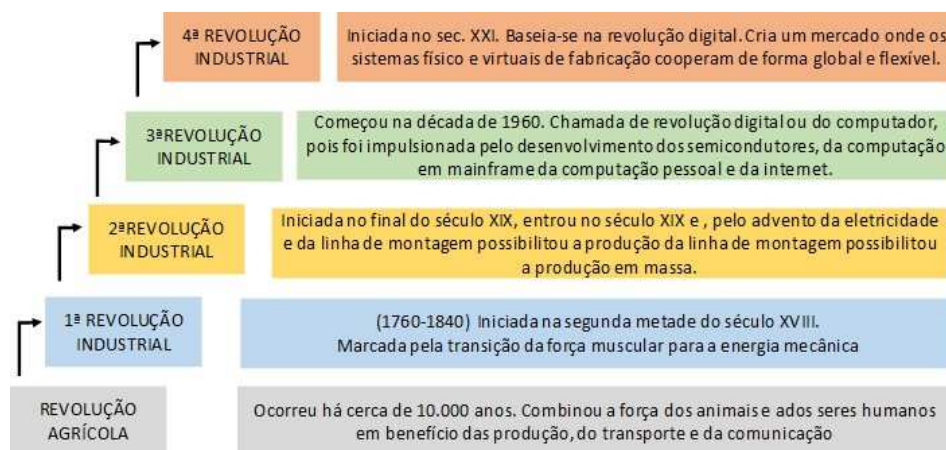 4ª REVOLUÇÃO
INDUSTRIAL
Iniciada no sec. XXI. Baseia-se na revolução digital. Cria um mercado onde os
sistemas físico e virtuais de fabricação cooperam de forma global e flexível.
3ªREVOLUÇÃO
INDUSTRIAL
Começou na década de 1960. Chamada de revolução digital ou do computador,
pois foi impulsionada pelo desenvolvimento dos semicondutores, da computação
em mainframe da computação pessoal e da internet.
2ªREVOLUÇÃO
INDUSTRIAL
Iniciada no final do século XIX, entrou no século XIX e , pelo advento da eletricidade
e da linha de montagem possibilitou a produção da linha de montagem possibilitou
a produção em massa.
1ª REVOLUÇÃO
INDUSTRIAL
(1760-1840) Iniciada na segunda metade do século XVIII.
Marcada pela transição da força muscular para a energia mecânica
REVOLUÇÃO
AGRÍCOLA
Ocorreu há cerca de 10.000 anos. Combinou a força dos animais e ados seres humanos
em benefício das produção, do transporte e da comunicação